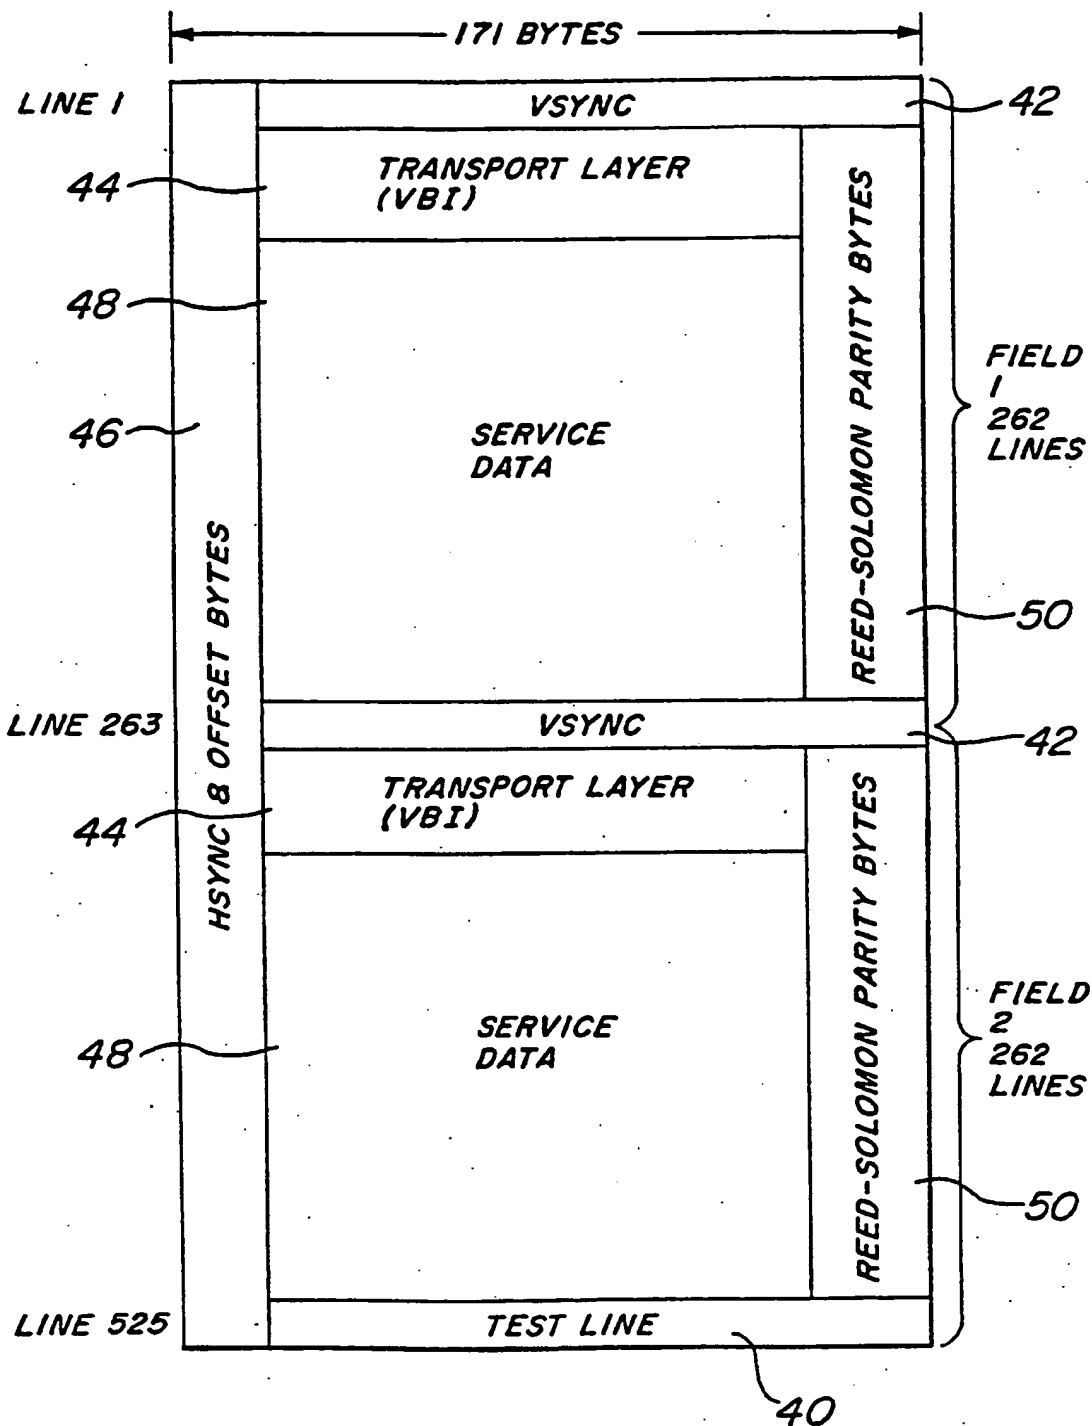 171 BYTES
LINE 1
VSYNC
42
44
TRANSPORT LAYER
(VBI)
48
46
SERVICE
DATA
REED-SOLOMON PARITY BYTES
FIELD
1
262
LINES
50
HSYNC & OFFSET BYTES
LINE 263
VSYNC
42
44
TRANSPORT LAYER
(VBI)
48
SERVICE
DATA
REED-SOLOMON PARITY BYTES
FIELD
2
262
LINES
50
LINE 525
TEST LINE
40